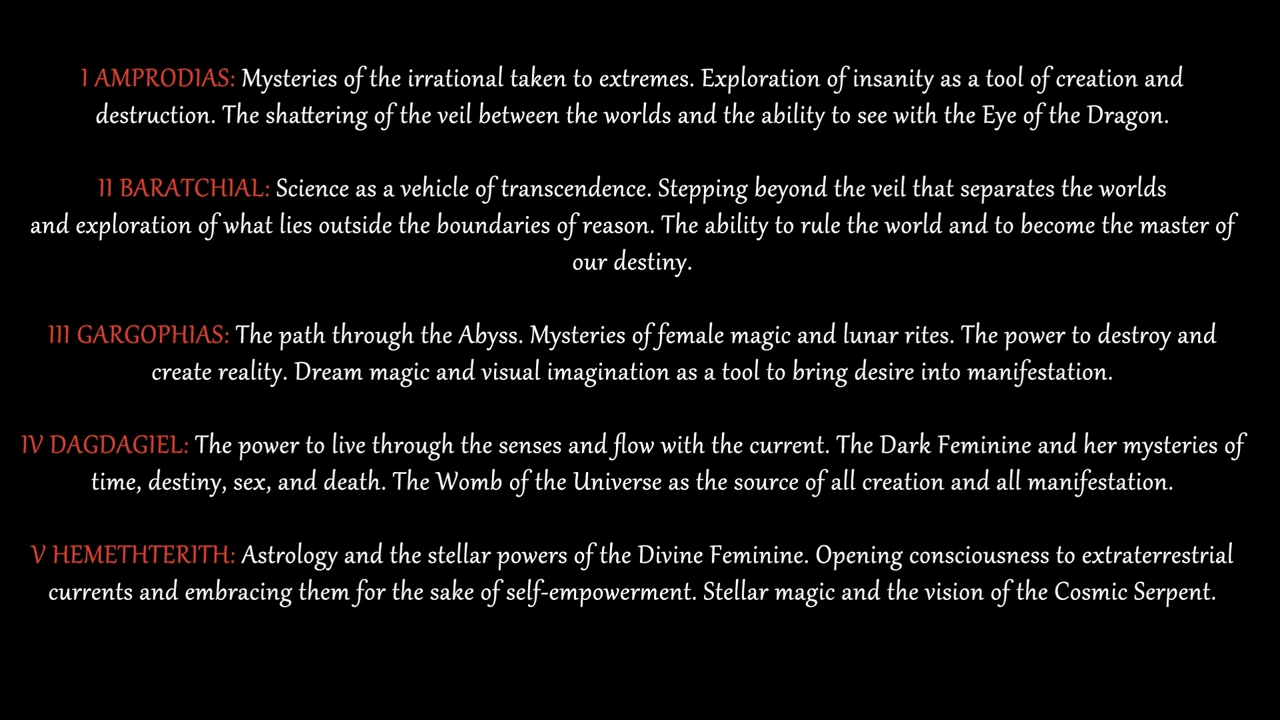 I AMPRODIAS: Mysteries of the irrational taken to extremes. Exploration of insanity as a tool of creation and
destruction. The shattering of the veil between the worlds and the ability to see with the Eye of the Dragon.
II BARATCHIAL: Science as a vehicle of transcendence. Stepping beyond the veil that separates the worlds
and exploration of what lies outside the boundaries of reason. The ability to rule the world and to become the master of
our destiny.
III GARGOPHIAS: The path through the Abyss. Mysteries of female magic and lunar rites. The power to destroy and
create reality. Dream magic and visual imagination as a tool to bring desire into manifestation.
IV DAGDAGIEL: The power to live through the senses and flow with the current. The Dark Feminine and her mysteries of
time, destiny, sex, and death. The Womb of the Universe as the source of all creation and all manifestation.
V HEMETHTERITH: Astrology and the stellar powers of the Divine Feminine. Opening consciousness to extraterrestrial
currents and embracing them for the sake of self-empowerment. Stellar magic and the vision of the Cosmic Serpent.